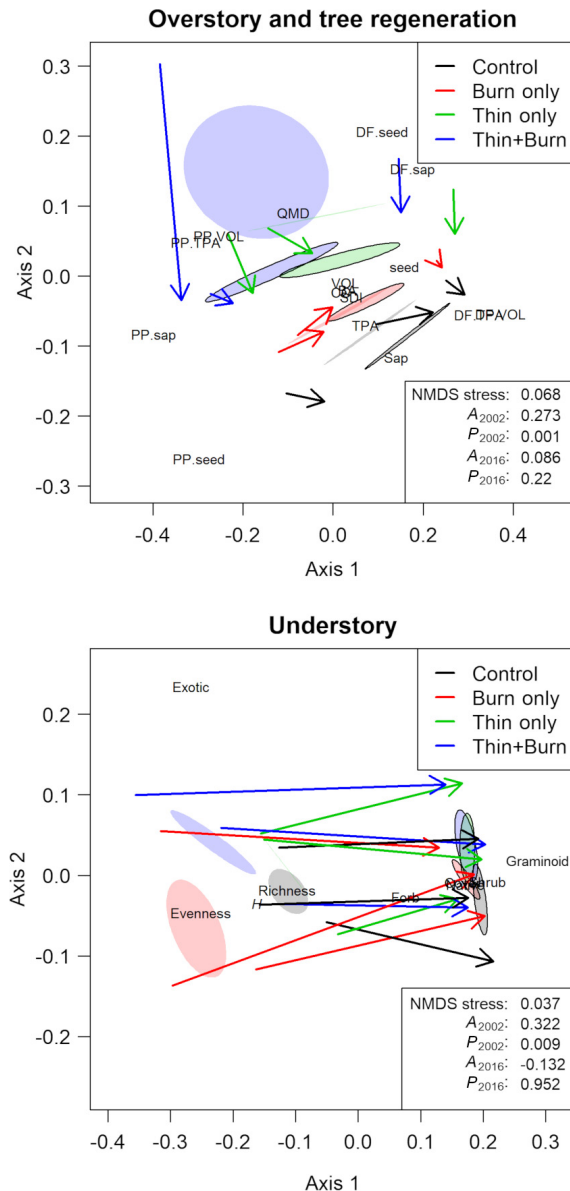 Overstory and tree regeneration
Control
Burn only
Thin only
Thin+Burn
0.3
0.2
0.1
0.0
-0.1
-0.2
-0.3
Axis 2
DF.seed
DF.sap
QMD
PP.VOL
PP.TPA
seed
VOL
SDI
TPA
DF.TPA
VOL
PP.sap
Sap
PP.seed
NMDS stress: 0.068
A2002: 0.273
P2002: 0.001
A2016: 0.086
P2016: 0.22
-0.4 -0.2 0.0 0.2 0.4
Axis 1
Understory
Control
Burn only
Thin only
Thin+Burn
0.2
0.1
0.0
-0.1
-0.2
Axis 2
Exotic
Graminoid
Shrub
Richness
Forb
H
Evenness
NMDS stress: 0.037
A2002: 0.322
P2002: 0.009
A2016: -0.132
P2016: 0.952
-0.4 -0.3 -0.2 -0.1 0.0 0.1 0.2 0.3
Axis 1